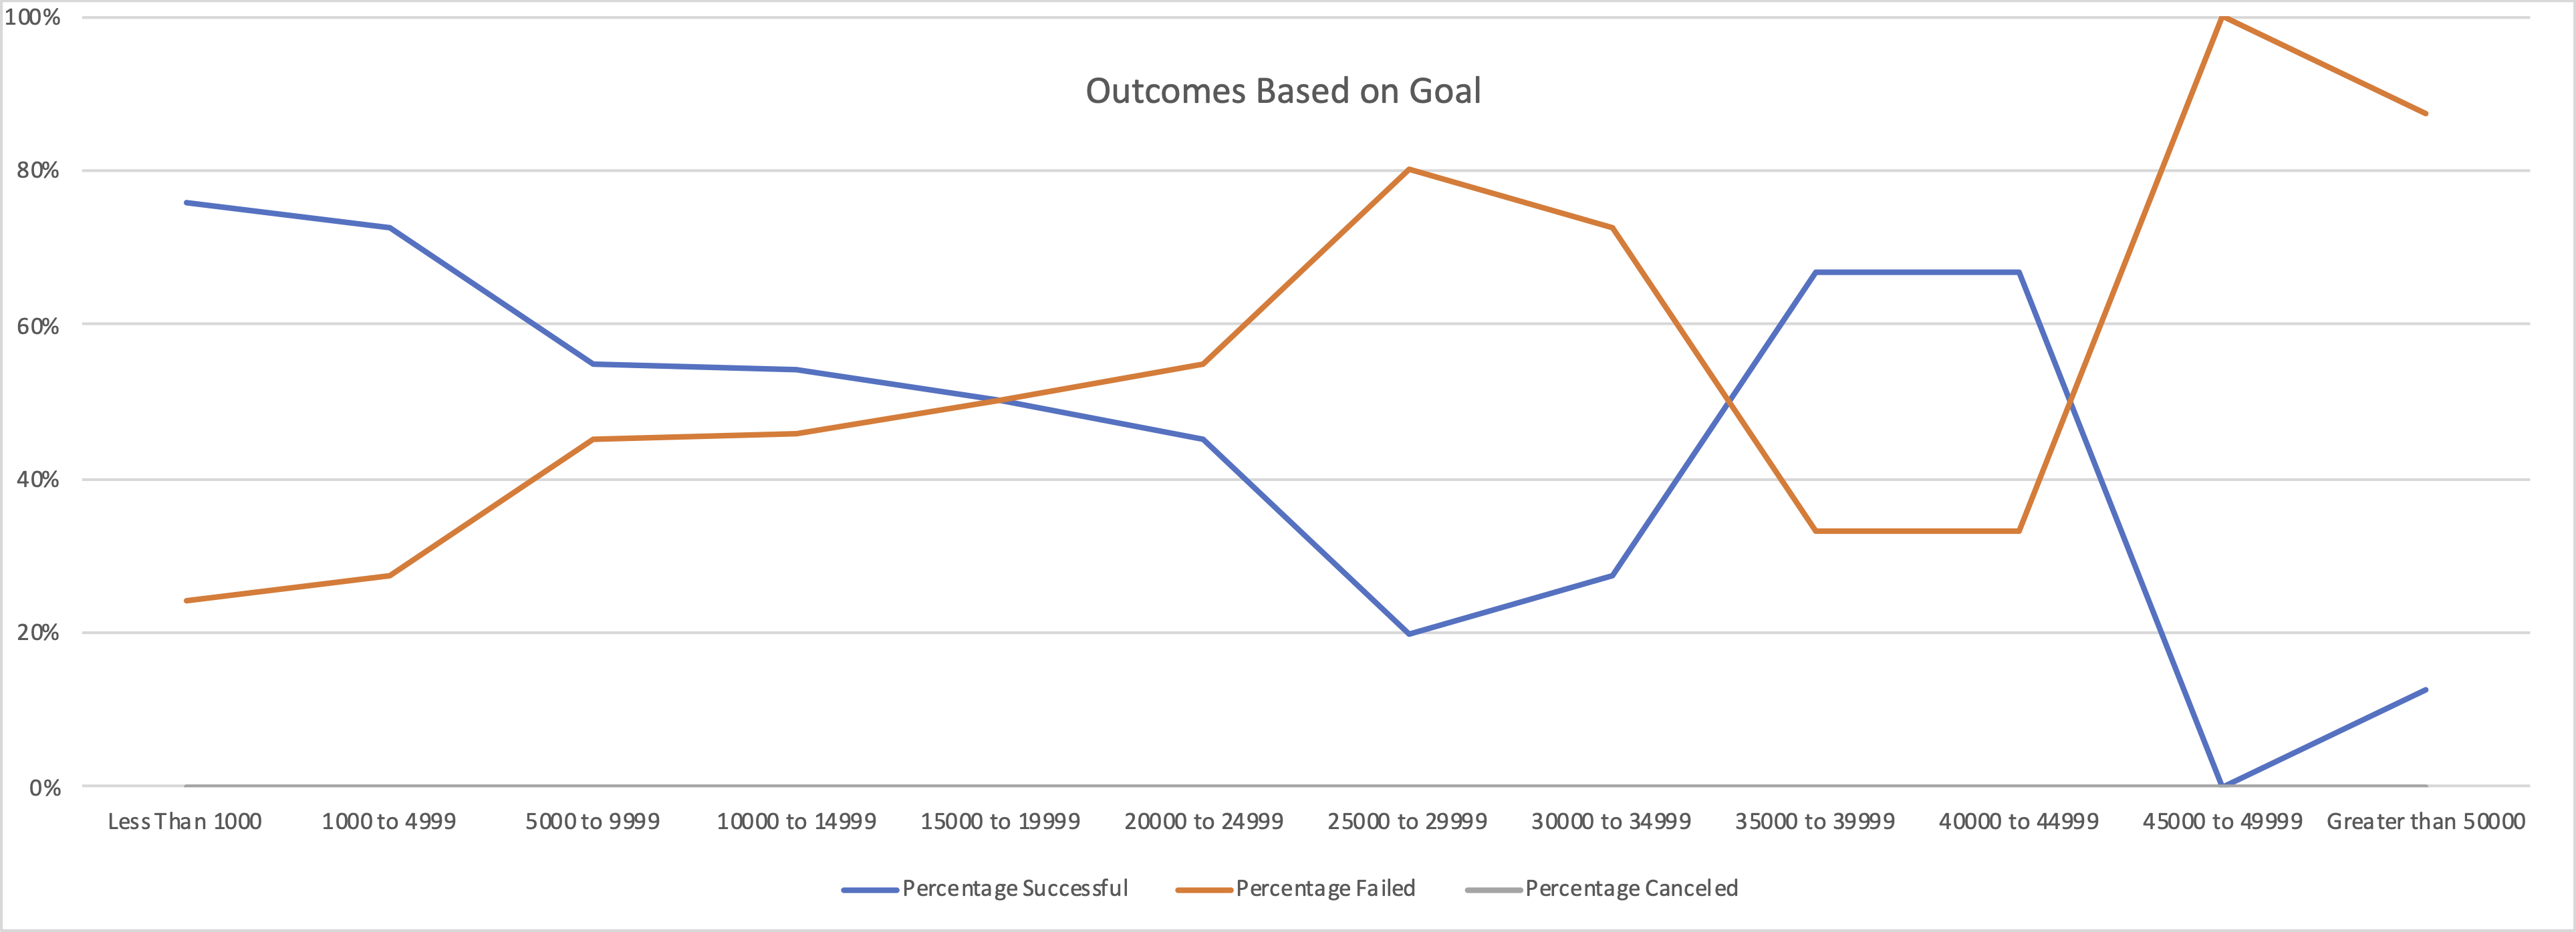 Outcomes Based on Goal
100%
80%
60%
40%
20%
0%
Less Than 1000 1000 to 4999 5000 to 9999 10000 to 14999 15000 to 19999 20000 to 24999 25000 to 29999 30000 to 34999 35000 to 39999 40000 to 44999 45000 to 49999 Greater than 50000
Percentage Successful Percentage Failed Percentage Canceled